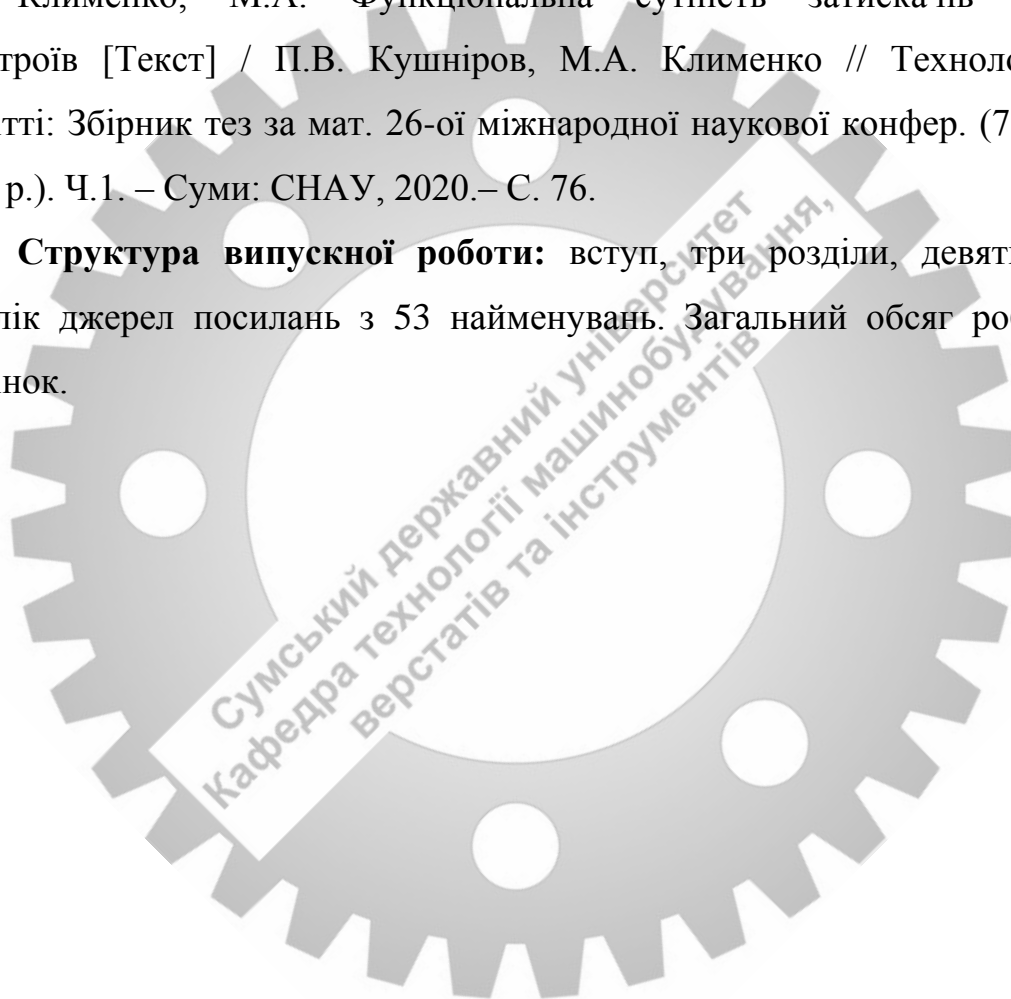 Клименко, М.А. Функціональна сутність затискачів
троїв [Текст] / П.В. Кушніров, М.А. Клименко // Техноло
тті: Збірник тез за мат. 26-ої міжнародної наукової конфер. (7
р.). Ч.1. – Суми: СНАУ, 2020.– С. 76.
Структура випускної роботи: вступ, три розділи, девят
лік джерел посилань з 53 найменувань. Загальний обсяг ро
нок.
Сумський державний університет
Кафедра технології машинобудування,
верстатів та інструментів